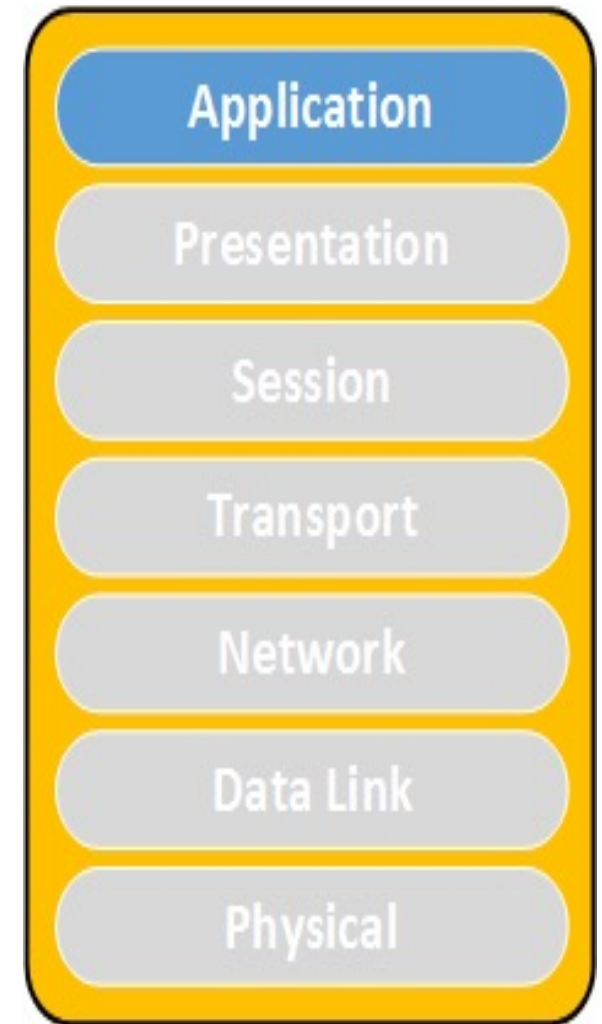 Application
Presentation
Session
Transport
Network
Data Link
Physical